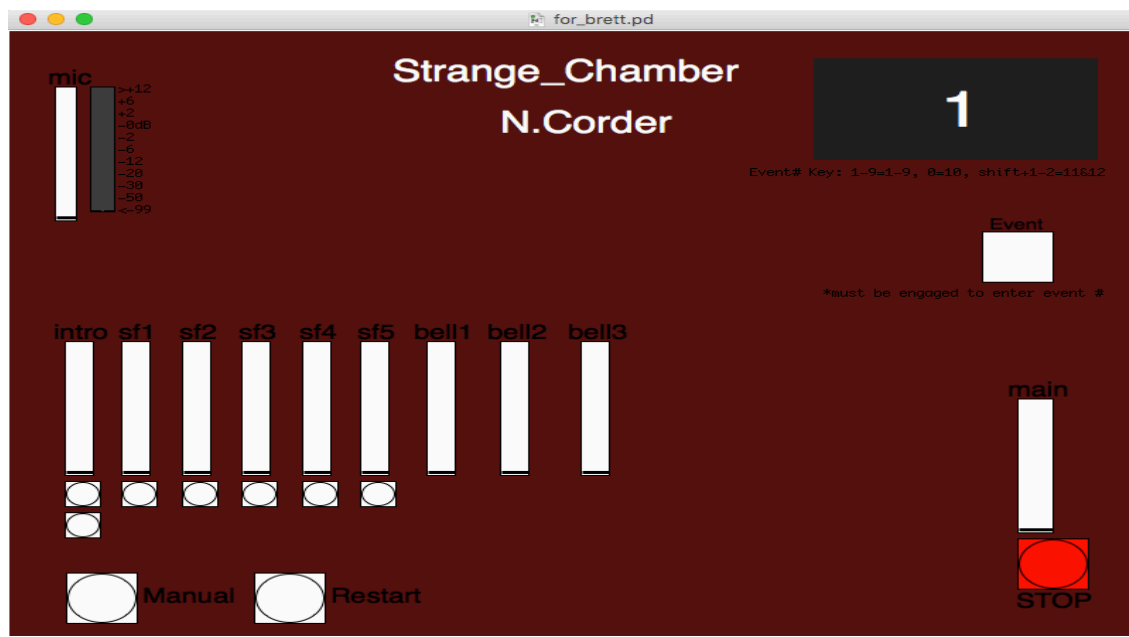 for_brett.pd
Strange_Chamber
N.Corder
1
mic
>+12
+6
+2
-0dB
-2
-6
-12
-20
-30
-50
<-99
Event# Key: 1-9=1-9, 0=10, shift+1-2=11&12
Event
*must be engaged to enter event #
intro sf1 sf2 sf3 sf4 sf5 bell1 bell2 bell3
main
Manual Restart
STOP